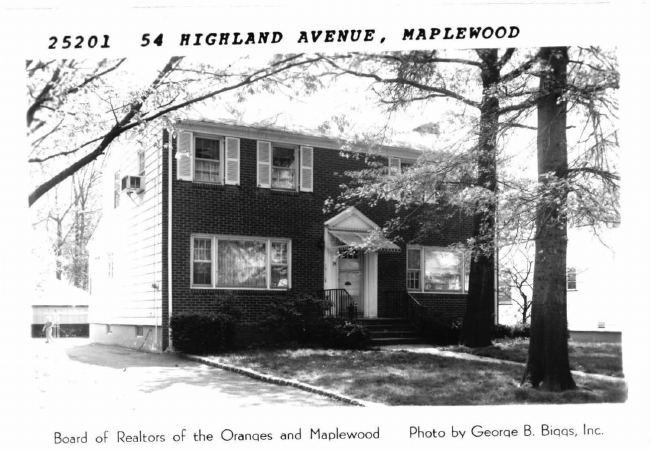 25201 54 HIGHLAND AVENUE, MAPLEWOOD
Board of Realtors of the Oranges and Maplewood Photo by George B. Biggs, Inc.